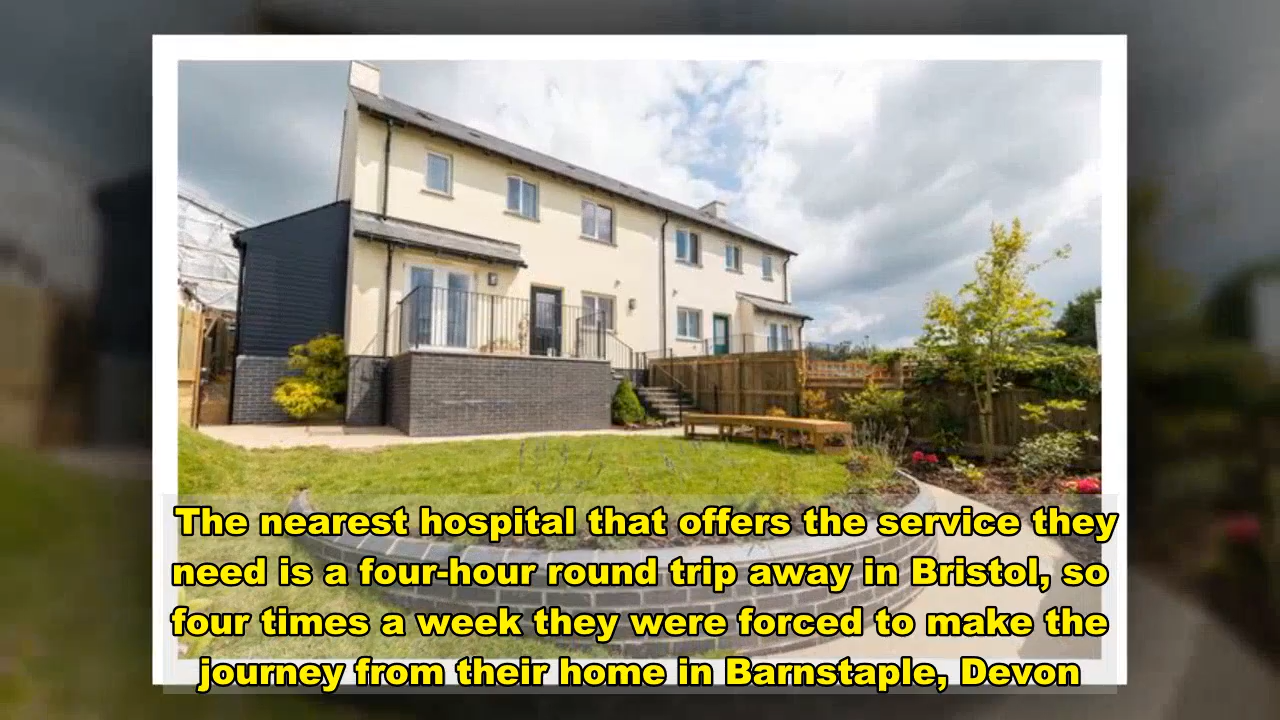 The nearest hospital that offers the service they
need is a four-hour round trip away in Bristol, so
four times a week they were forced to make the
journey from their home in Barnstaple, Devon